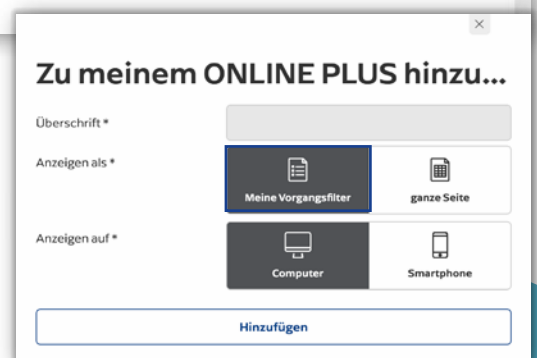 Zu meinem ONLINE PLUS hinzu...
Überschrift *
Anzeigen als *
Meine Vorgangsfilter
ganze Seite
Anzeigen auf *
Computer
Smartphone
Hinzufügen